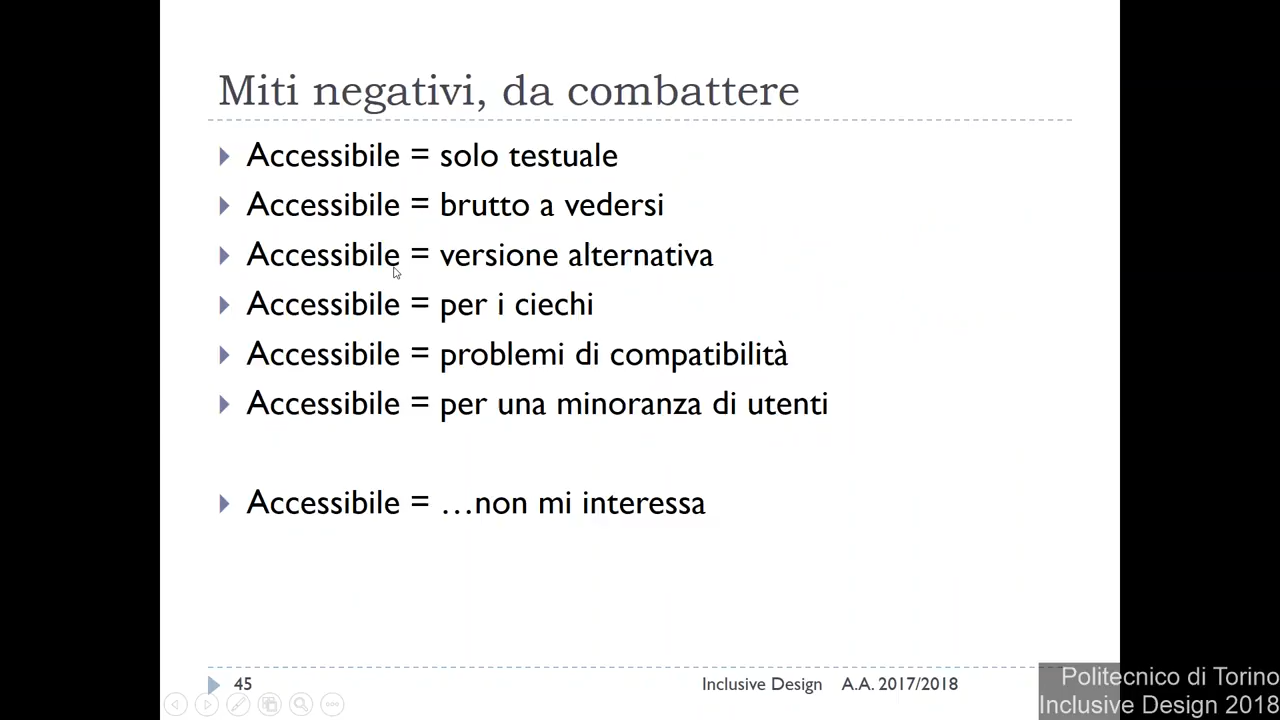 Miti negativi, da combattere
Accessibile = solo testuale
Accessibile = brutto a vedersi
Accessibile = versione alternativa
Accessibile = per i ciechi
Accessibile = problemi di compatibilità
Accessibile = per una minoranza di utenti
Accessibile = …non mi interessa
45 Inclusive Design A.A. 2017/2018
Politecnico di Torino
Inclusive Design 2018